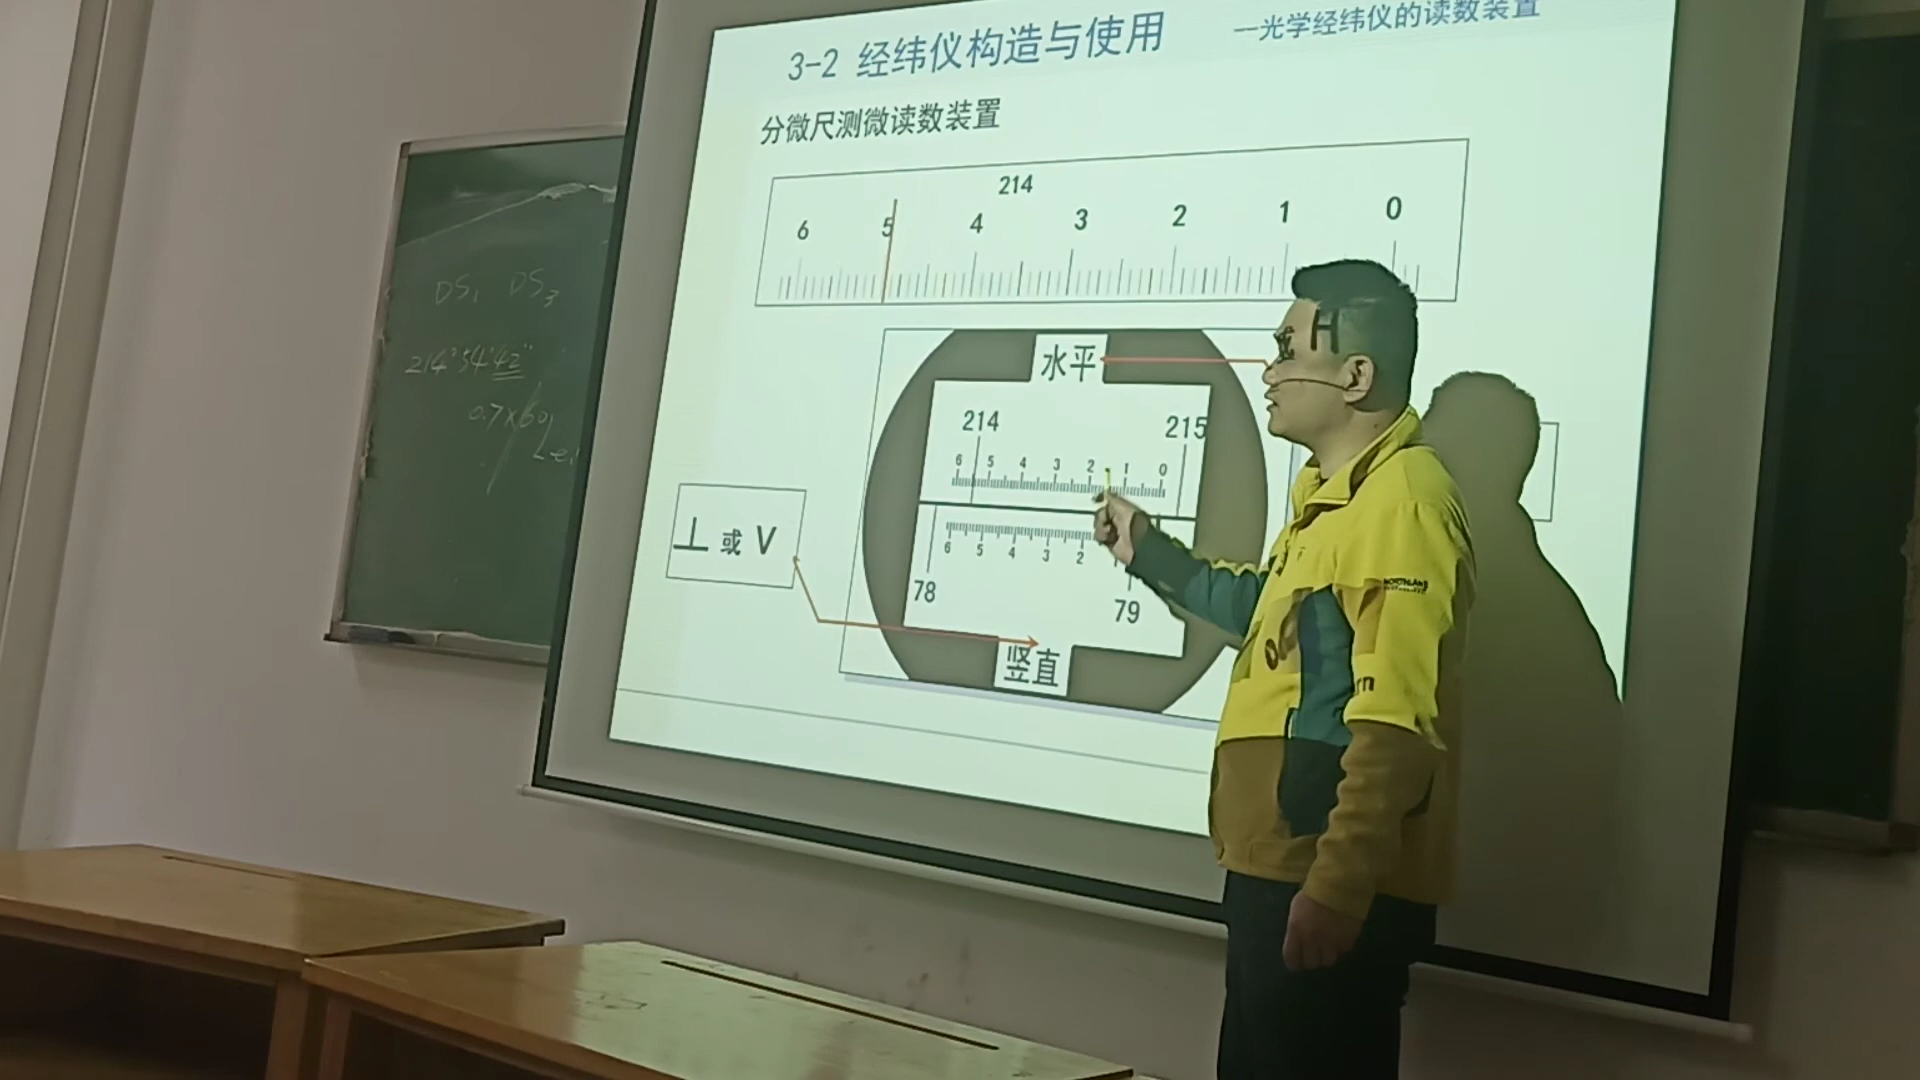 3-2 经纬仪构造与使用
—光学经纬仪的读数装置
分微尺测微读数装置
214
6 5 4 3 2 1 0
水平
H
214 215
6 5 4 3 2 1 0
6 5 4 3 2
78 79
竖直
⊥ 或 V
DS₁ DS₃
214°54′42″
0.7×60
NORTHLAND